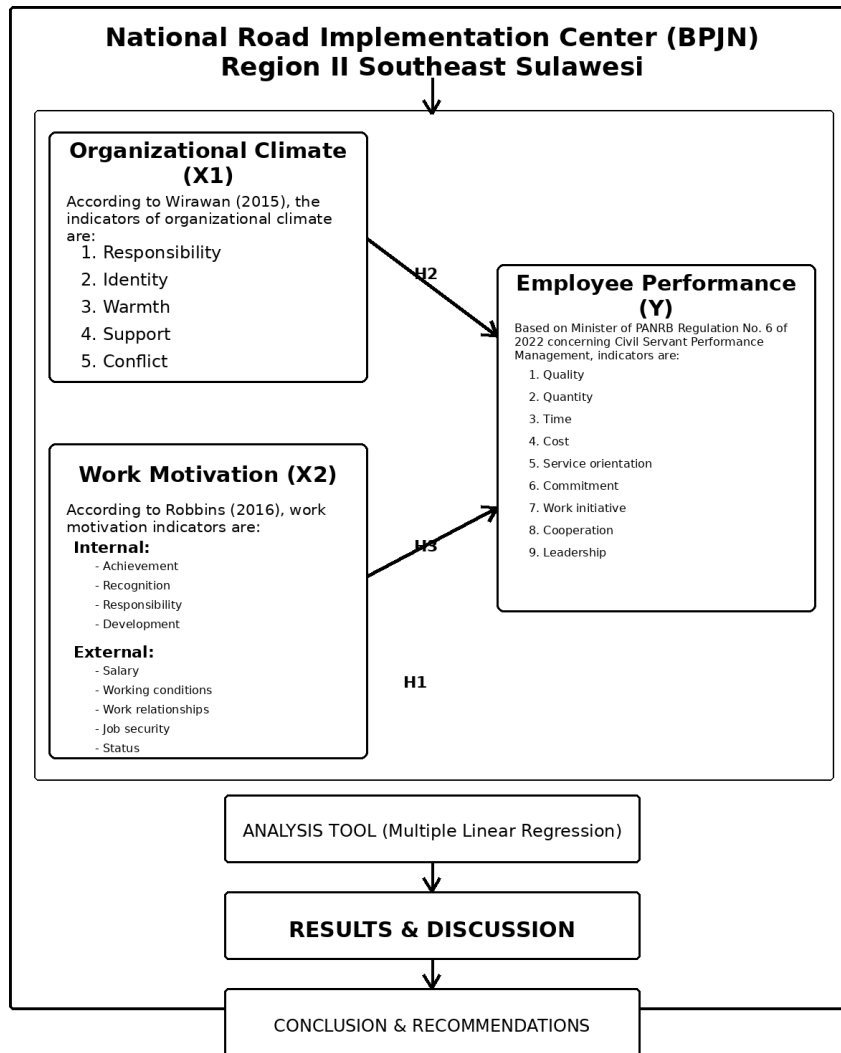 National Road Implementation Center (BPJN)
Region II Southeast Sulawesi
Organizational Climate
(X1)
According to Wirawan (2015), the
indicators of organizational climate
are:
1. Responsibility
2. Identity
3. Warmth
4. Support
5. Conflict
H2
Employee Performance
(Y)
Based on Minister of PANRB Regulation No. 6 of
2022 concerning Civil Servant Performance
Management, indicators are:
1. Quality
2. Quantity
3. Time
4. Cost
5. Service orientation
6. Commitment
7. Work initiative
8. Cooperation
9. Leadership
Work Motivation (X2)
According to Robbins (2016), work
motivation indicators are:
Internal:
- Achievement
- Recognition
- Responsibility
- Development
External:
- Salary
- Working conditions
- Work relationships
- Job security
- Status
H3
H1
ANALYSIS TOOL (Multiple Linear Regression)
RESULTS & DISCUSSION
CONCLUSION & RECOMMENDATIONS